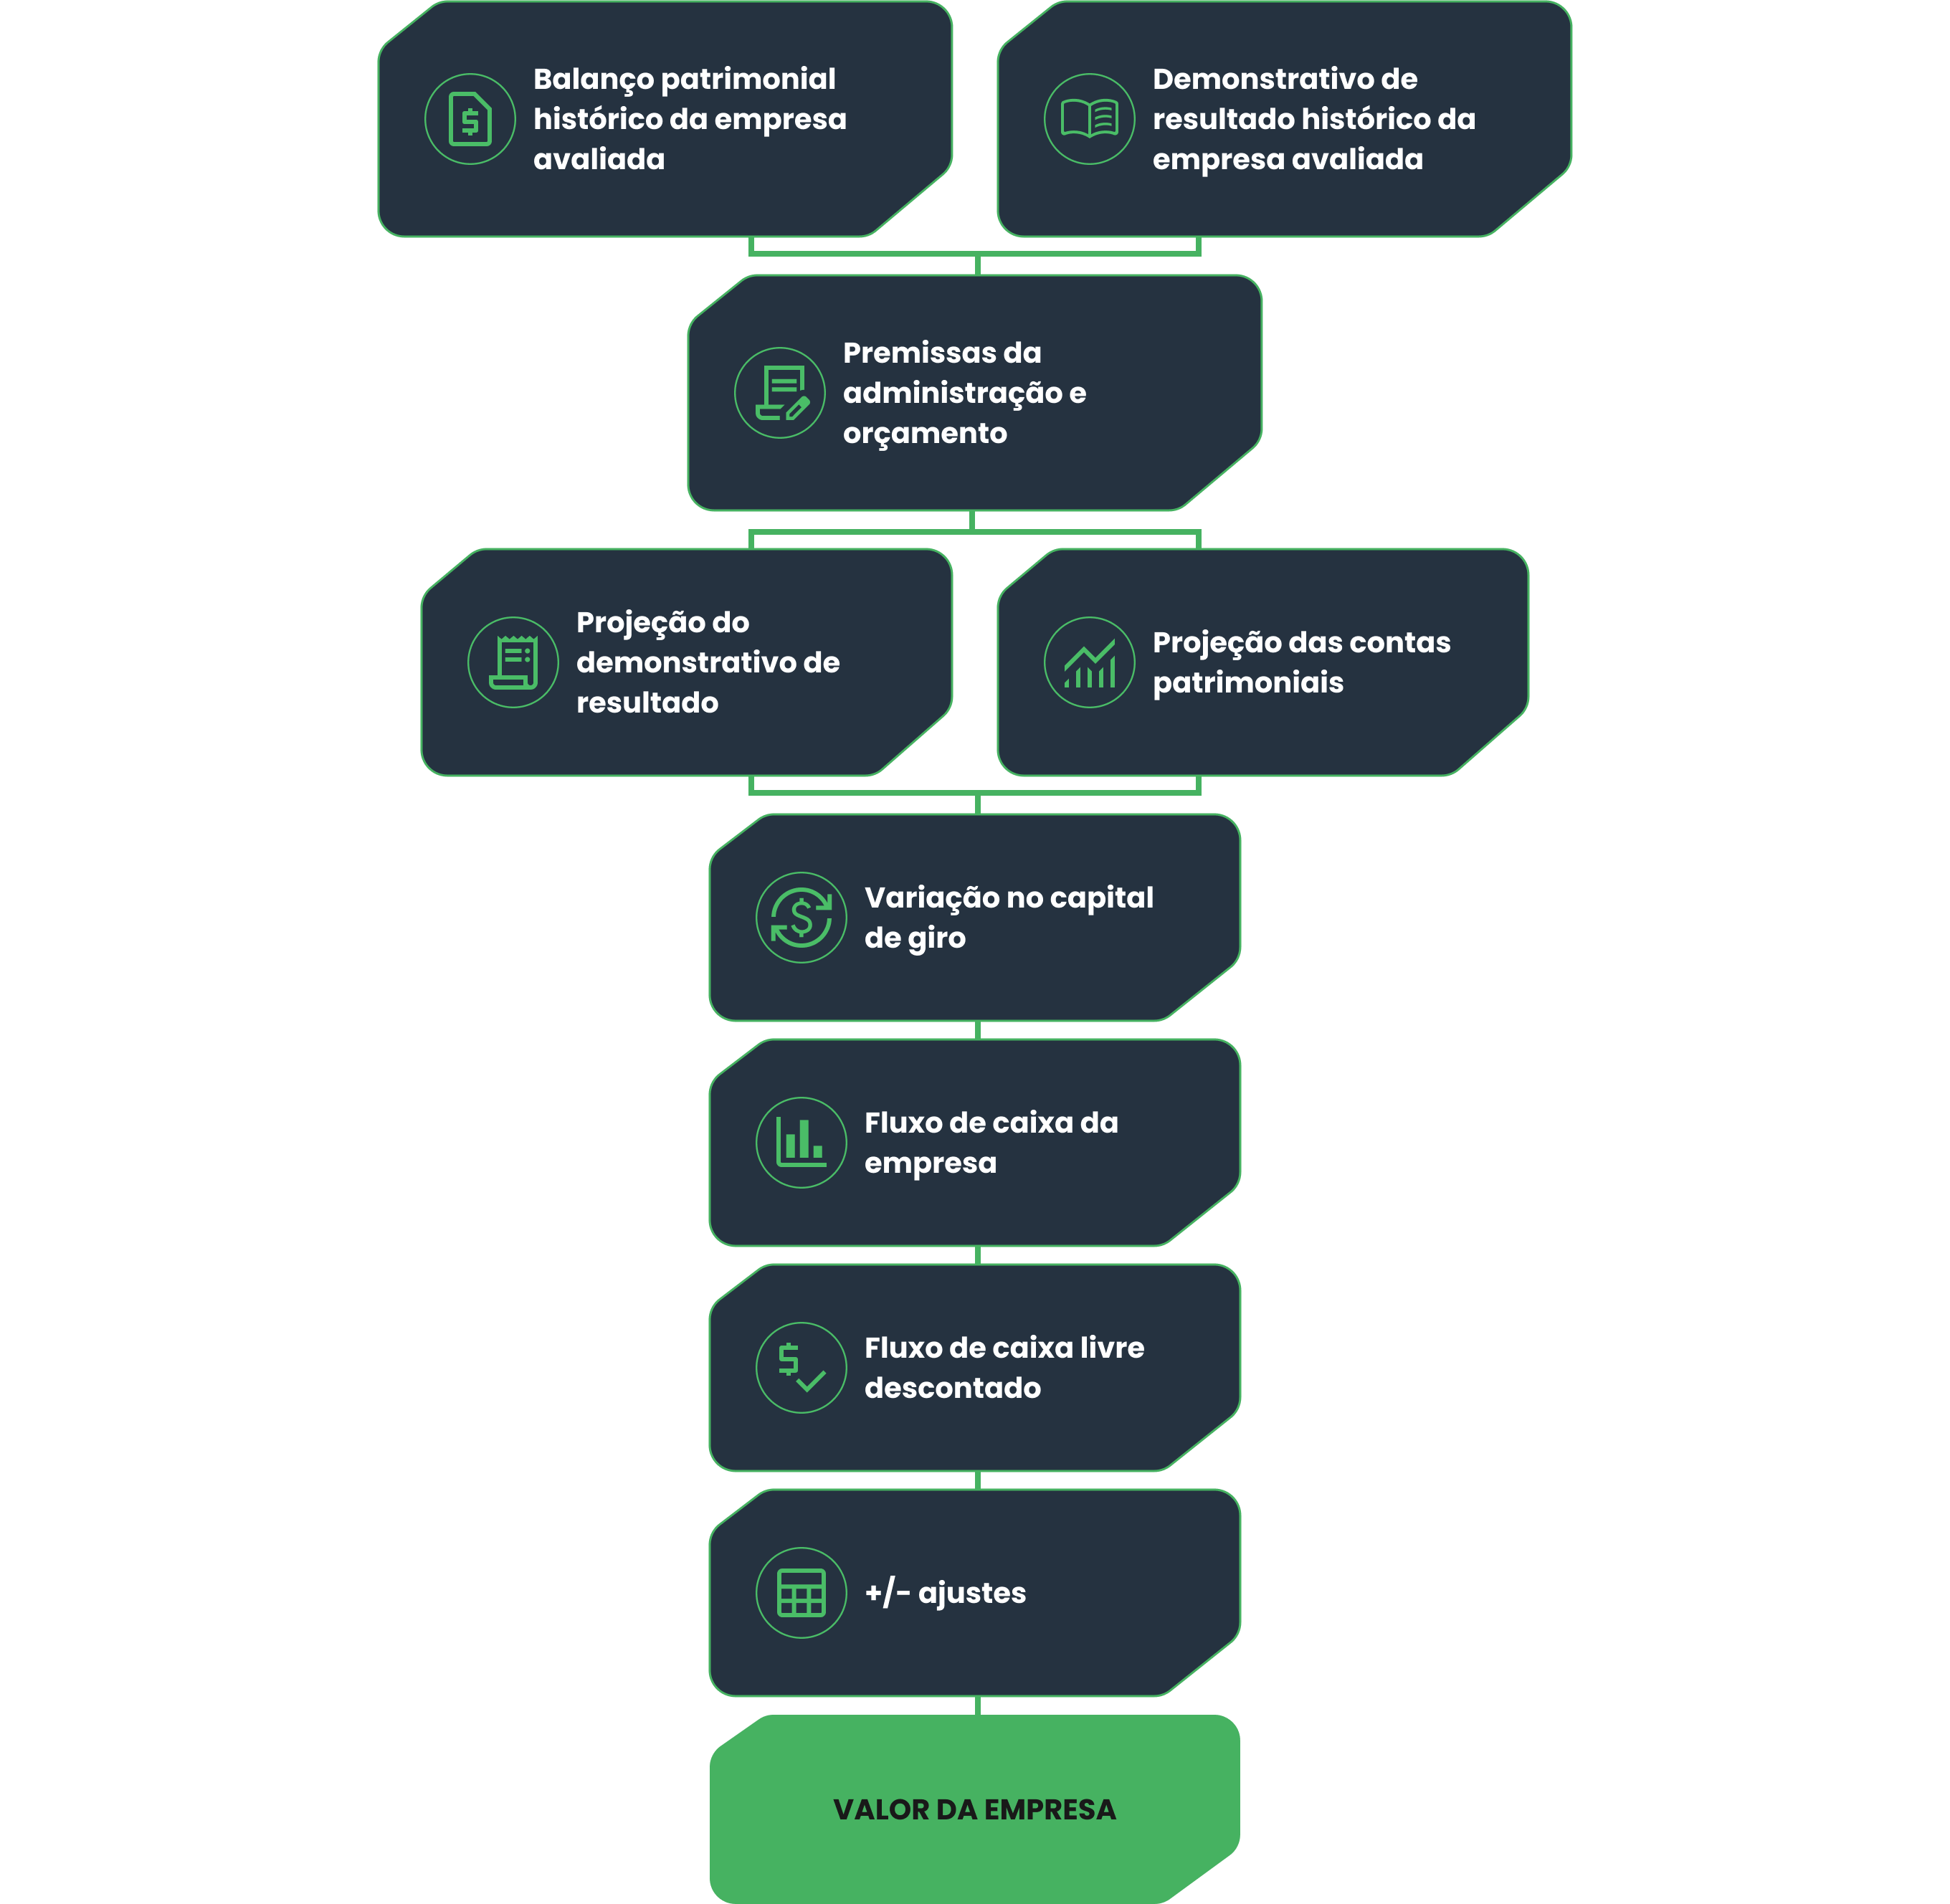 Balanço patrimonial
histórico da empresa
avaliada
Demonstrativo de
resultado histórico da
empresa avaliada
Premissas da
administração e
orçamento
Projeção do
demonstrativo de
resultado
Projeção das contas
patrimoniais
Variação no capital
de giro
Fluxo de caixa da
empresa
Fluxo de caixa livre
descontado
+/- ajustes
VALOR DA EMPRESA